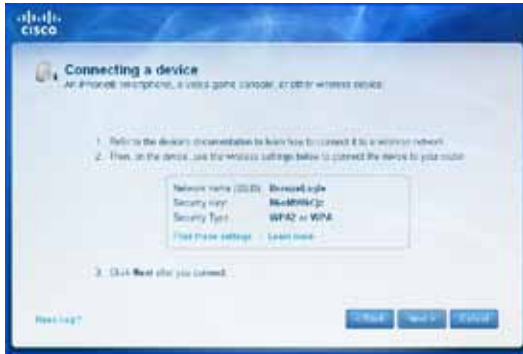 CISCO
Connecting a device
An iPhone, smartphone, a video game console, or other wireless device
1. Refer to the device's documentation to learn how to connect it to a wireless network.
2. Then, on the device, use the wireless settings below to connect the device to your router
Network name (SSID):
Security Key:
Security Type: WPA2 or WPA
Print these settings Learn more
3. Click Next after you connect.
Need help?
< Back Next > Cancel